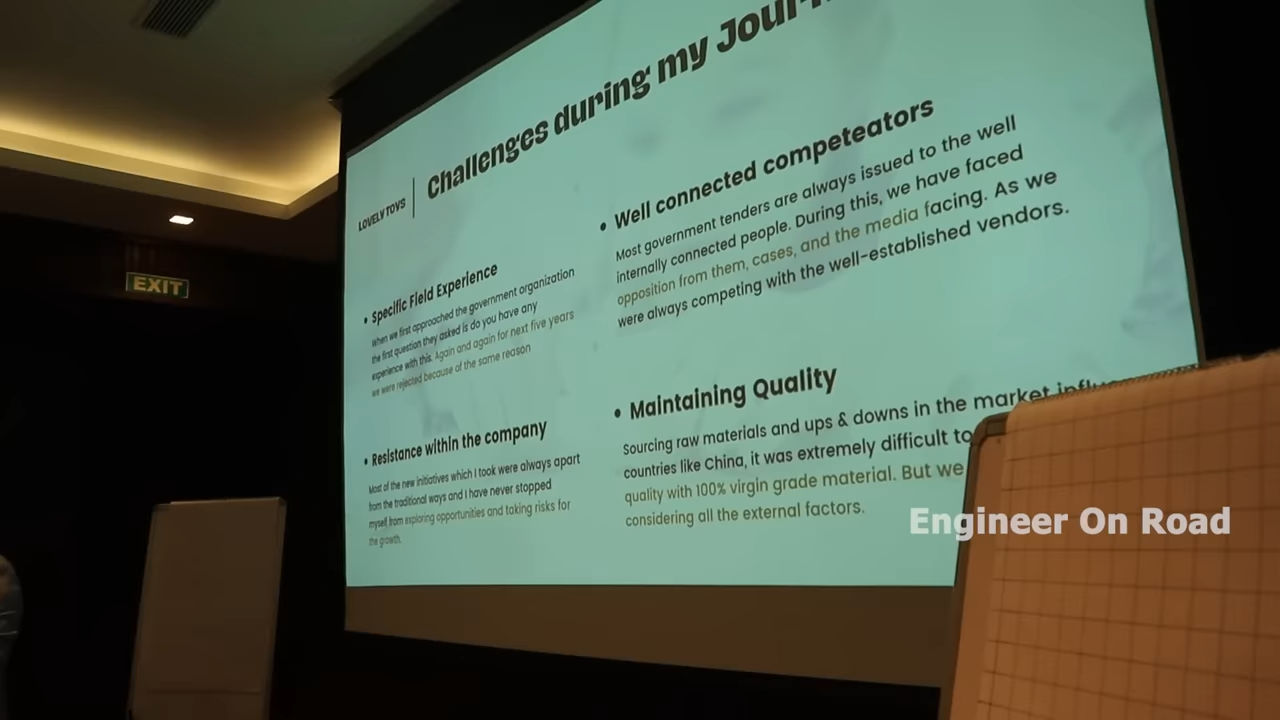 Challenges during my
LOVELY TOYS
• Specific Field Experience
When we first approached the government organization
the first question they asked is do you have any
experience with this. Again and again for next five years
we were rejected because of the same reason
• Resistance within the company
Most of the new initiatives which I took were always apart
from the traditional ways and I have never stopped
myself from exploring opportunities and taking risks for
the growth.
• Well connected competeators
Most government tenders are always issued to the well
internally connected people. During this, we have faced
opposition from them, cases, and the media facing. As we
were always competing with the well-established vendors.
• Maintaining Quality
Sourcing raw materials and ups & downs in the market
countries like China, it was extremely difficult to
quality with 100% virgin grade material. But we
considering all the external factors.
EXIT
Engineer On Road